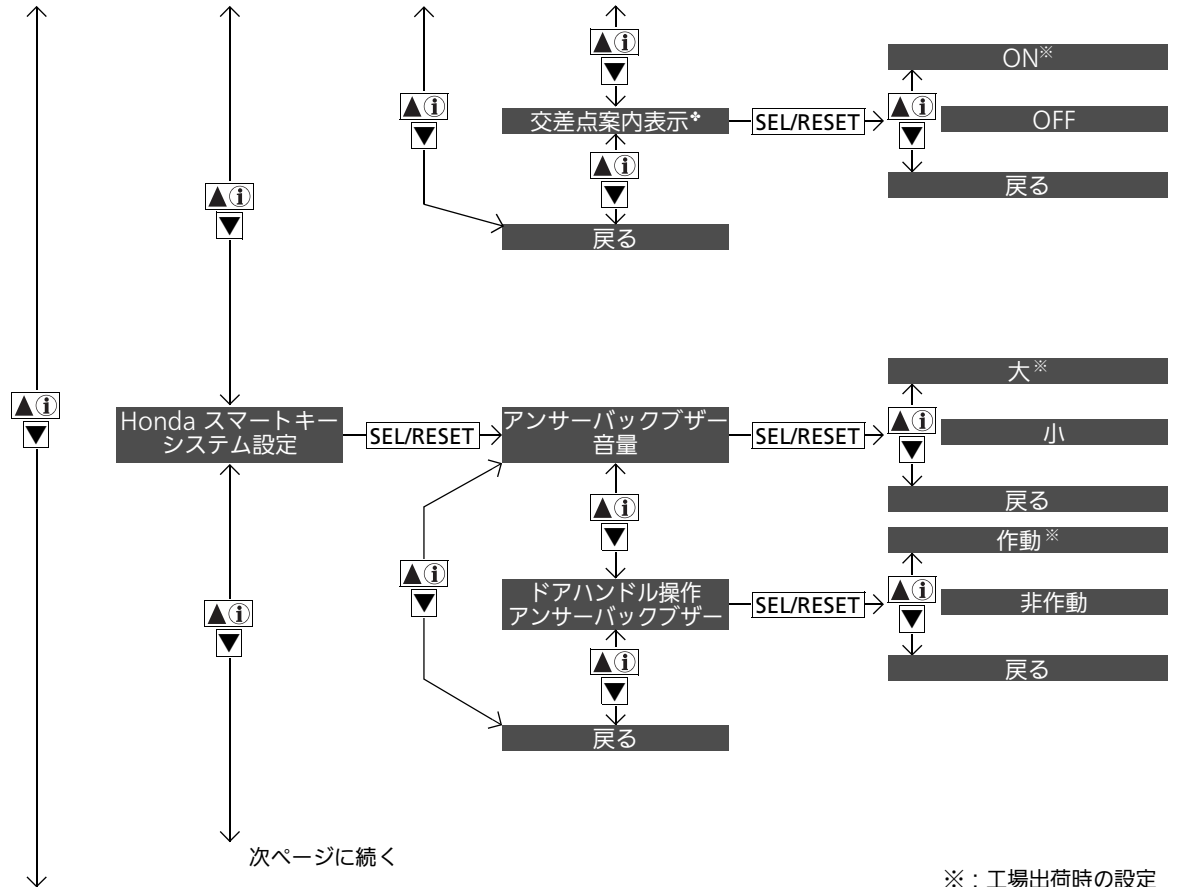 ON※
交差点案内表示✤
SEL/RESET
OFF
戻る
戻る
大※
Honda スマートキー
システム設定
SEL/RESET
アンサーバックブザー
音量
SEL/RESET
小
戻る
作動※
ドアハンドル操作
アンサーバックブザー
SEL/RESET
非作動
戻る
戻る
次ページに続く
※:工場出荷時の設定